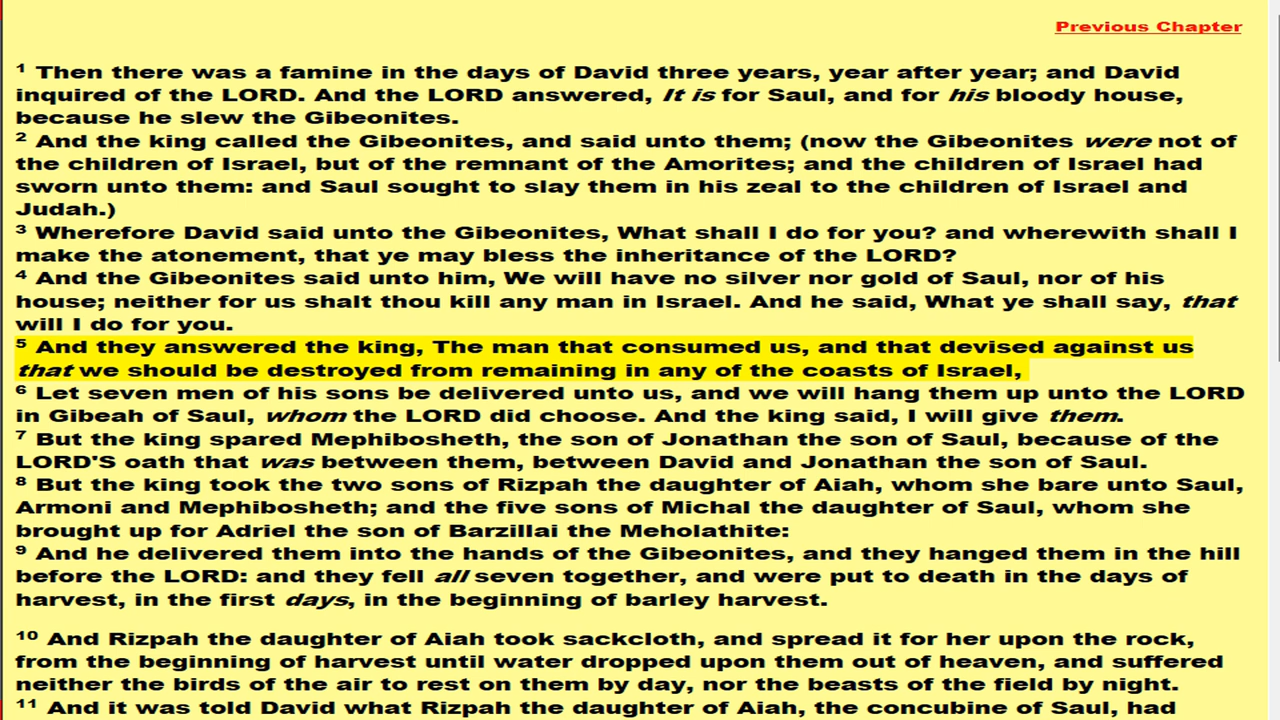 Previous Chapter
1 Then there was a famine in the days of David three years, year after year; and David
inquired of the LORD. And the LORD answered, It is for Saul, and for his bloody house,
because he slew the Gibeonites.
2 And the king called the Gibeonites, and said unto them; (now the Gibeonites were not of
the children of Israel, but of the remnant of the Amorites; and the children of Israel had
sworn unto them: and Saul sought to slay them in his zeal to the children of Israel and
Judah.)
3 Wherefore David said unto the Gibeonites, What shall I do for you? and wherewith shall I
make the atonement, that ye may bless the inheritance of the LORD?
4 And the Gibeonites said unto him, We will have no silver nor gold of Saul, nor of his
house; neither for us shalt thou kill any man in Israel. And he said, What ye shall say, that
will I do for you.
5 And they answered the king, The man that consumed us, and that devised against us
that we should be destroyed from remaining in any of the coasts of Israel,
6 Let seven men of his sons be delivered unto us, and we will hang them up unto the LORD
in Gibeah of Saul, whom the LORD did choose. And the king said, I will give them.
7 But the king spared Mephibosheth, the son of Jonathan the son of Saul, because of the
LORD'S oath that was between them, between David and Jonathan the son of Saul.
8 But the king took the two sons of Rizpah the daughter of Aiah, whom she bare unto Saul,
Armoni and Mephibosheth; and the five sons of Michal the daughter of Saul, whom she
brought up for Adriel the son of Barzillai the Meholathite:
9 And he delivered them into the hands of the Gibeonites, and they hanged them in the hill
before the LORD: and they fell all seven together, and were put to death in the days of
harvest, in the first days, in the beginning of barley harvest.
10 And Rizpah the daughter of Aiah took sackcloth, and spread it for her upon the rock,
from the beginning of harvest until water dropped upon them out of heaven, and suffered
neither the birds of the air to rest on them by day, nor the beasts of the field by night.
11 And it was told David what Rizpah the daughter of Aiah, the concubine of Saul, had